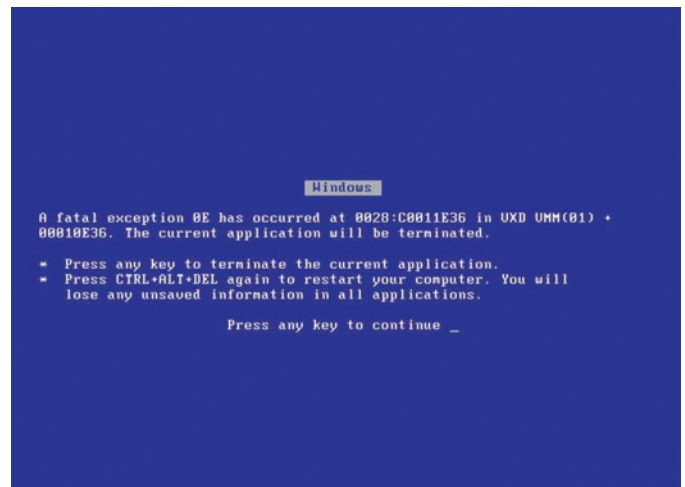 Windows
A fatal exception 0E has occurred at 0028:C0011E36 in VXD VMM(01) +
00010E36. The current application will be terminated.
* Press any key to terminate the current application.
* Press CTRL+ALT+DEL again to restart your computer. You will
lose any unsaved information in all applications.
Press any key to continue _